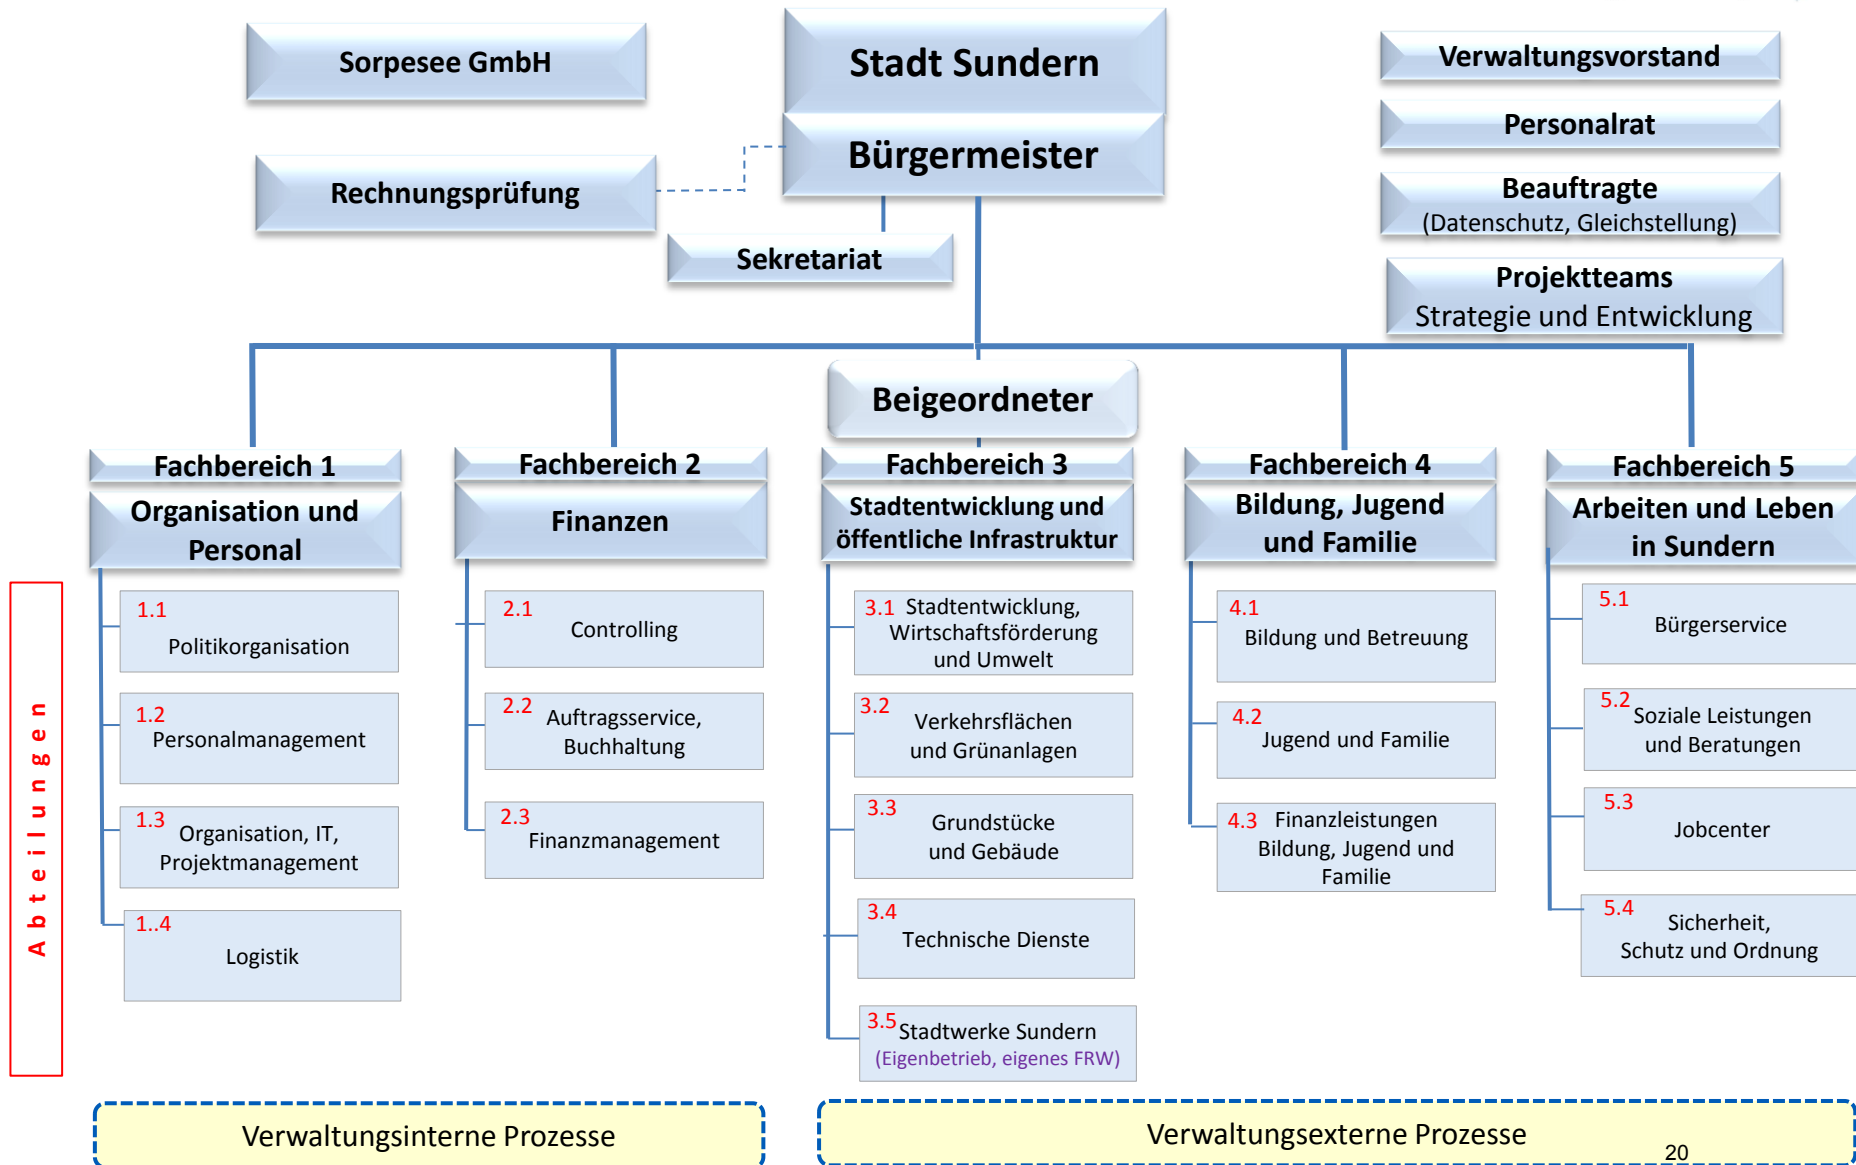 Sorpesee GmbH
Stadt Sundern
Bürgermeister
Rechnungsprüfung
Sekretariat
Verwaltungsvorstand
Personalrat
Beauftragte
(Datenschutz, Gleichstellung)
Projektteams
Strategie und Entwicklung
Beigeordneter
Fachbereich 1
Organisation und
Personal
Fachbereich 2
Finanzen
Fachbereich 3
Stadtentwicklung und
öffentliche Infrastruktur
Fachbereich 4
Bildung, Jugend
und Familie
Fachbereich 5
Arbeiten und Leben
in Sundern
Abteilungen
1.1
Politikorganisation
1.2
Personalmanagement
1.3
Organisation, IT,
Projektmanagement
1..4
Logistik
2.1
Controlling
2.2
Auftragsservice,
Buchhaltung
2.3
Finanzmanagement
3.1 Stadtentwicklung,
Wirtschaftsförderung
und Umwelt
3.2
Verkehrsflächen
und Grünanlagen
3.3
Grundstücke
und Gebäude
3.4
Technische Dienste
3.5 Stadtwerke Sundern
(Eigenbetrieb, eigenes FRW)
4.1
Bildung und Betreuung
4.2
Jugend und Familie
4.3 Finanzleistungen
Bildung, Jugend und
Familie
5.1
Bürgerservice
5.2 Soziale Leistungen
und Beratungen
5.3
Jobcenter
5.4
Sicherheit,
Schutz und Ordnung
Verwaltungsinterne Prozesse
Verwaltungsexterne Prozesse
20